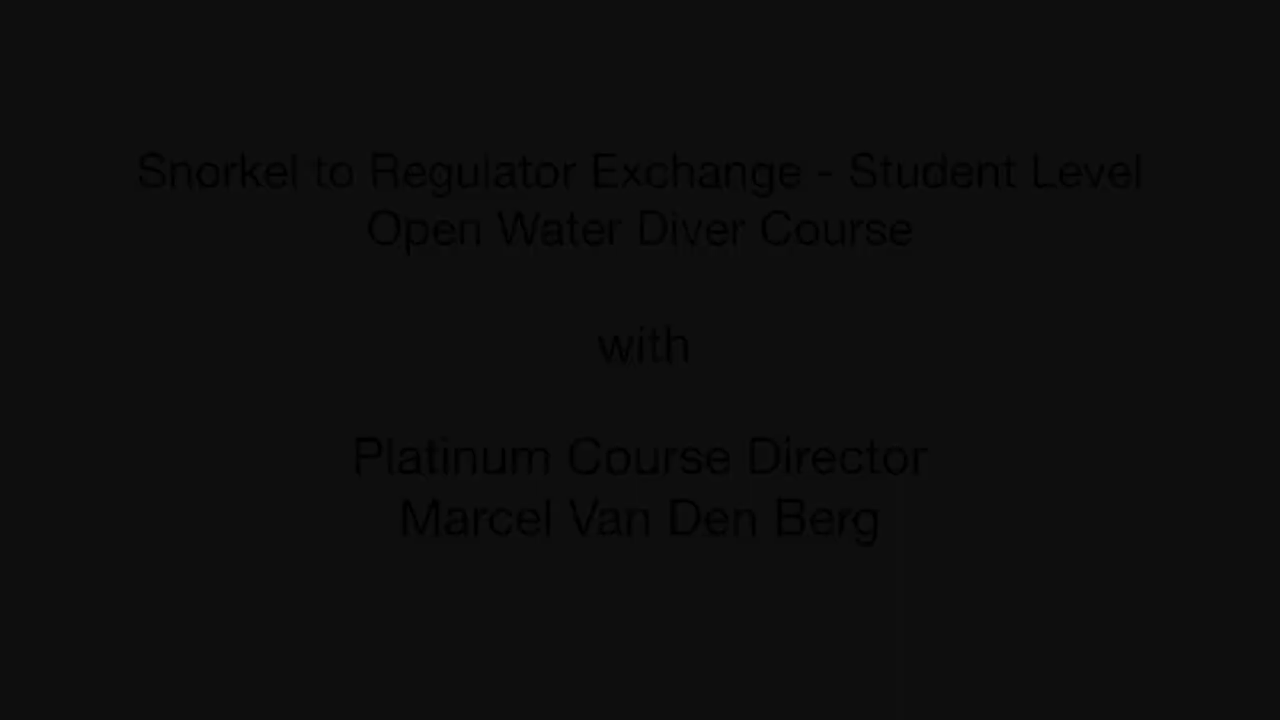 Snorkel to Regulator Exchange - Student Level
Open Water Diver Course
with
Platinum Course Director
Marcel Van Den Berg